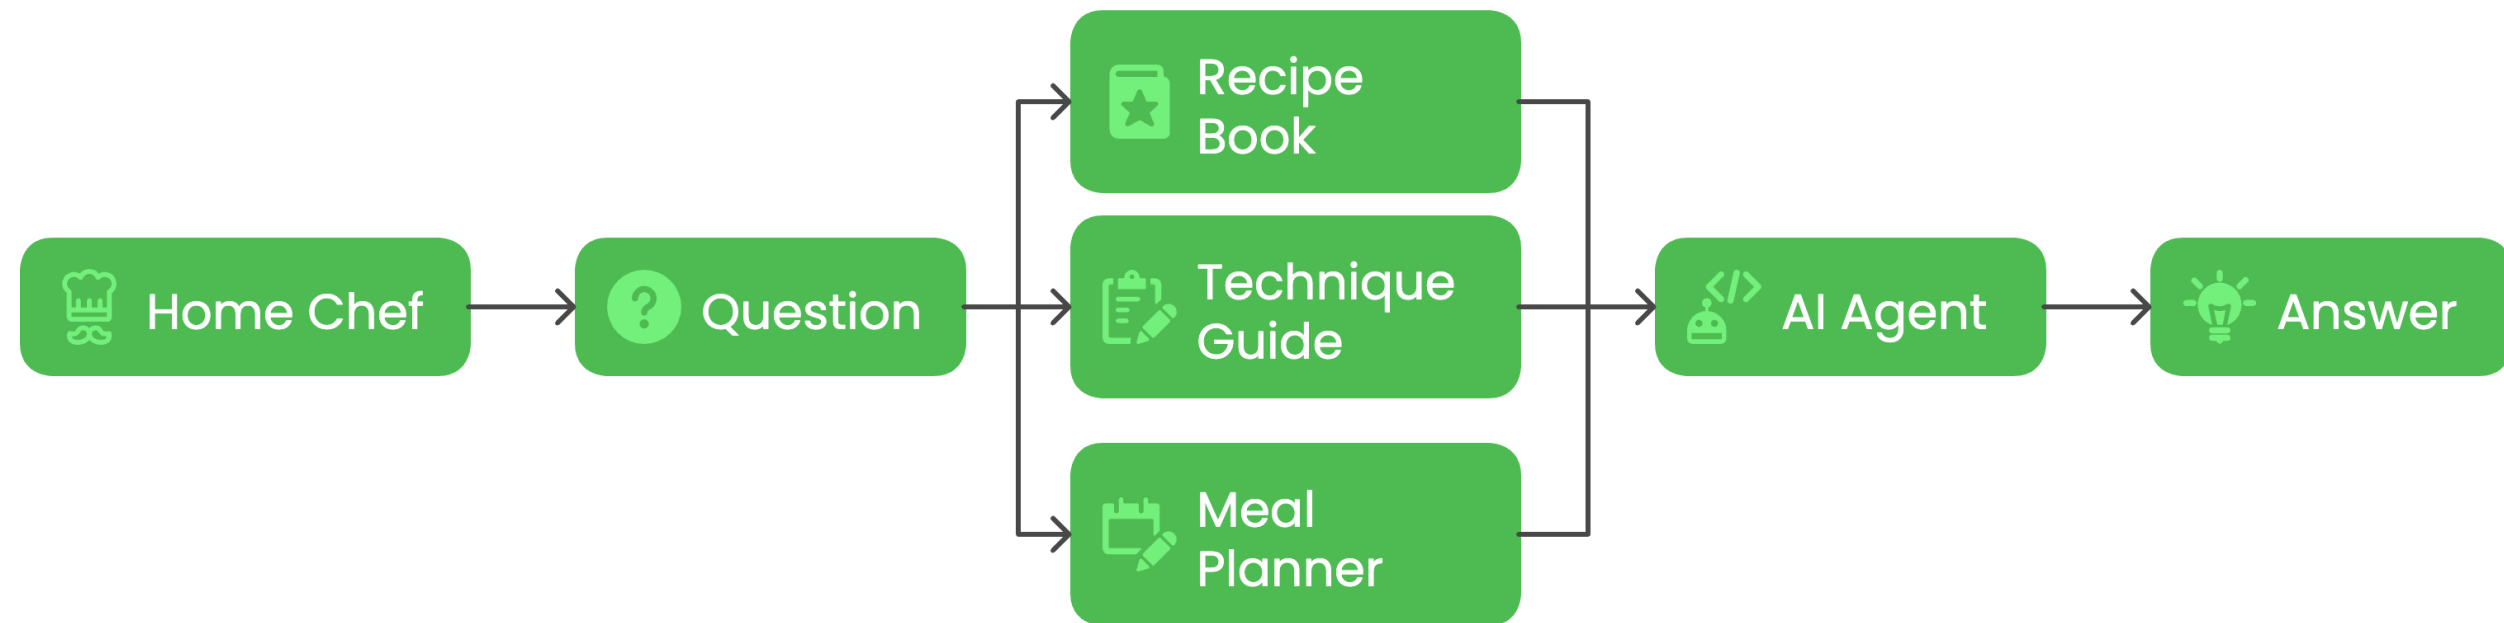 Home Chef
Question
Recipe
Book
Technique
Guide
Meal
Planner
AI Agent
Answer